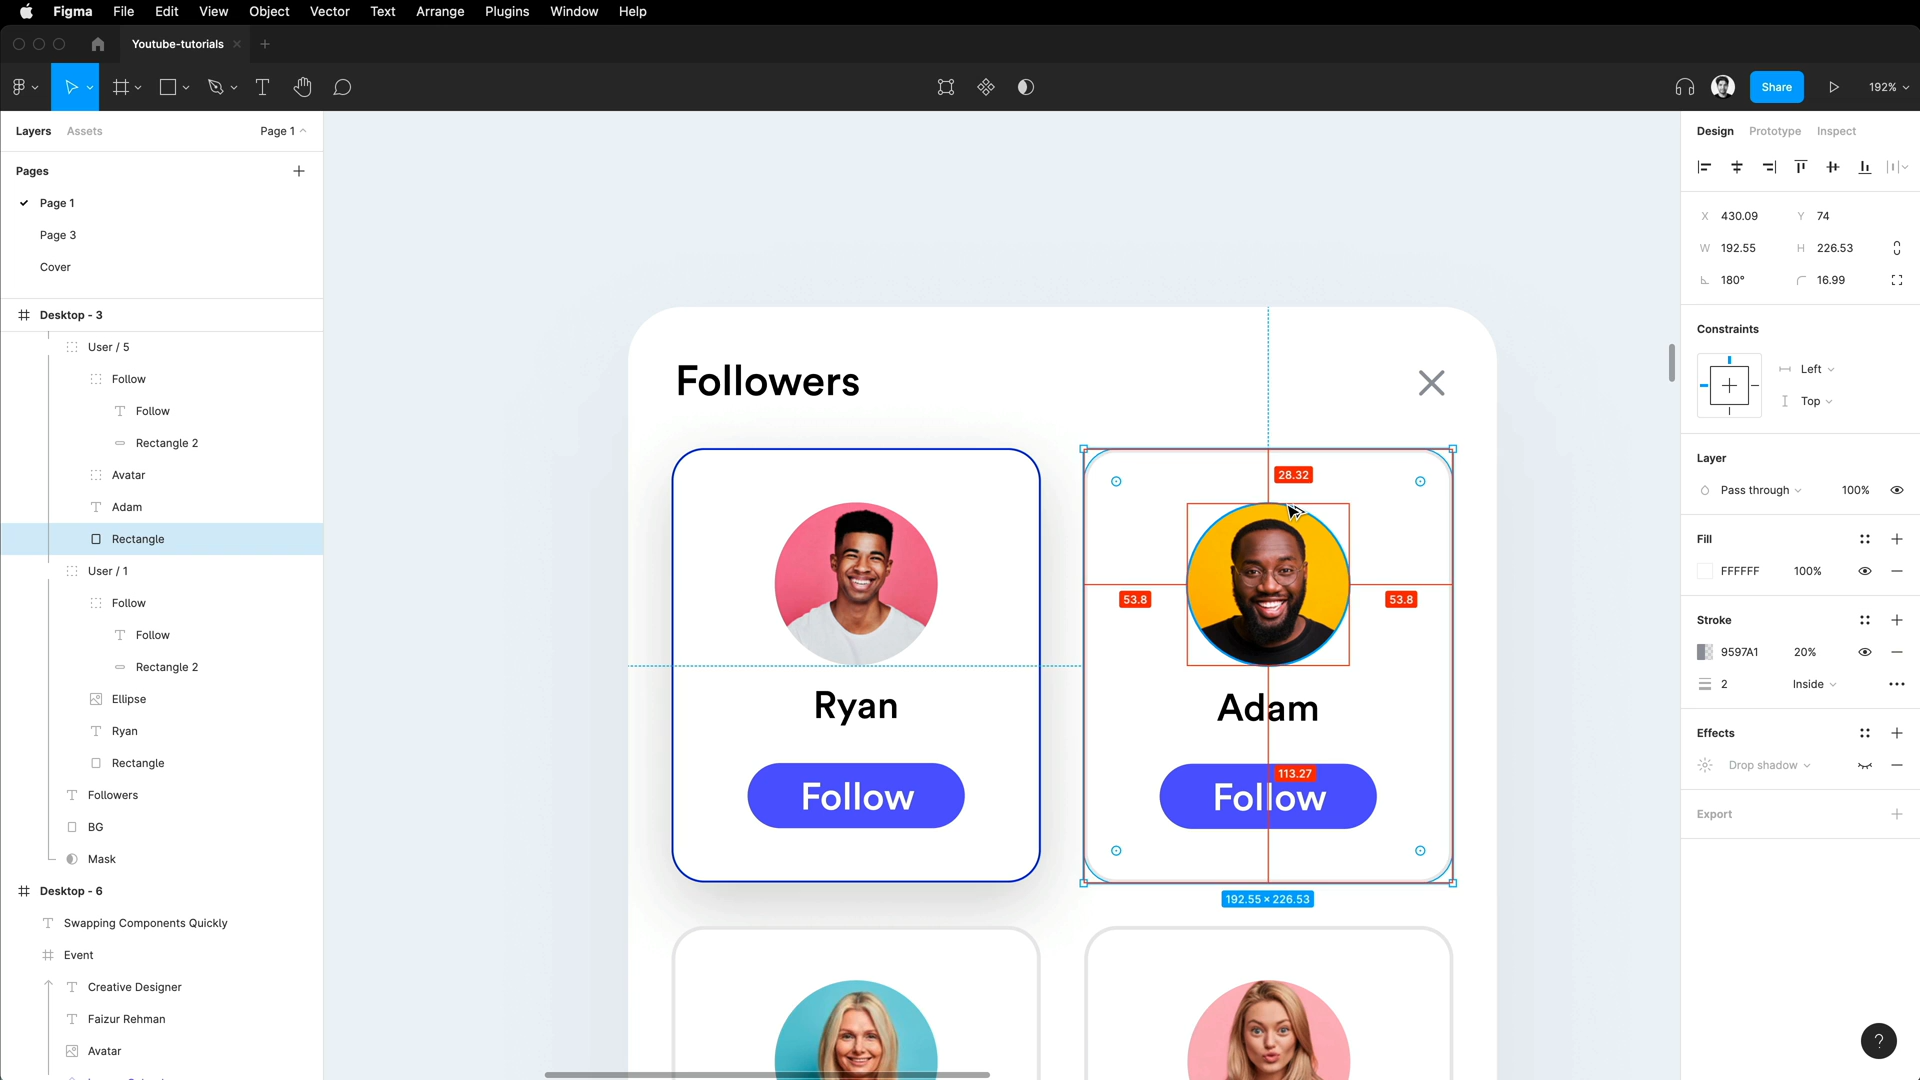 Figma File Edit View Object Vector Text Arrange Plugins Window Help
Youtube-tutorials
Share
192%
Layers Assets Page 1
Pages
Page 1
Page 3
Cover
Desktop - 3
User / 5
Follow
Follow
Rectangle 2
Avatar
Adam
Rectangle
User / 1
Follow
Follow
Rectangle 2
Ellipse
Ryan
Rectangle
Followers
BG
Mask
Desktop - 6
Swapping Components Quickly
Event
Creative Designer
Faizur Rehman
Avatar
Followers
28.32
53.8
53.8
Ryan
Adam
113.27
Follow
Follow
192.55 × 226.53
Design Prototype Inspect
X 430.09 Y 74
W 192.55 H 226.53
180° 16.99
Constraints
Left
Top
Layer
Pass through 100%
Fill
FFFFFF 100%
Stroke
9597A1 20%
2 Inside
Effects
Drop shadow
Export
?